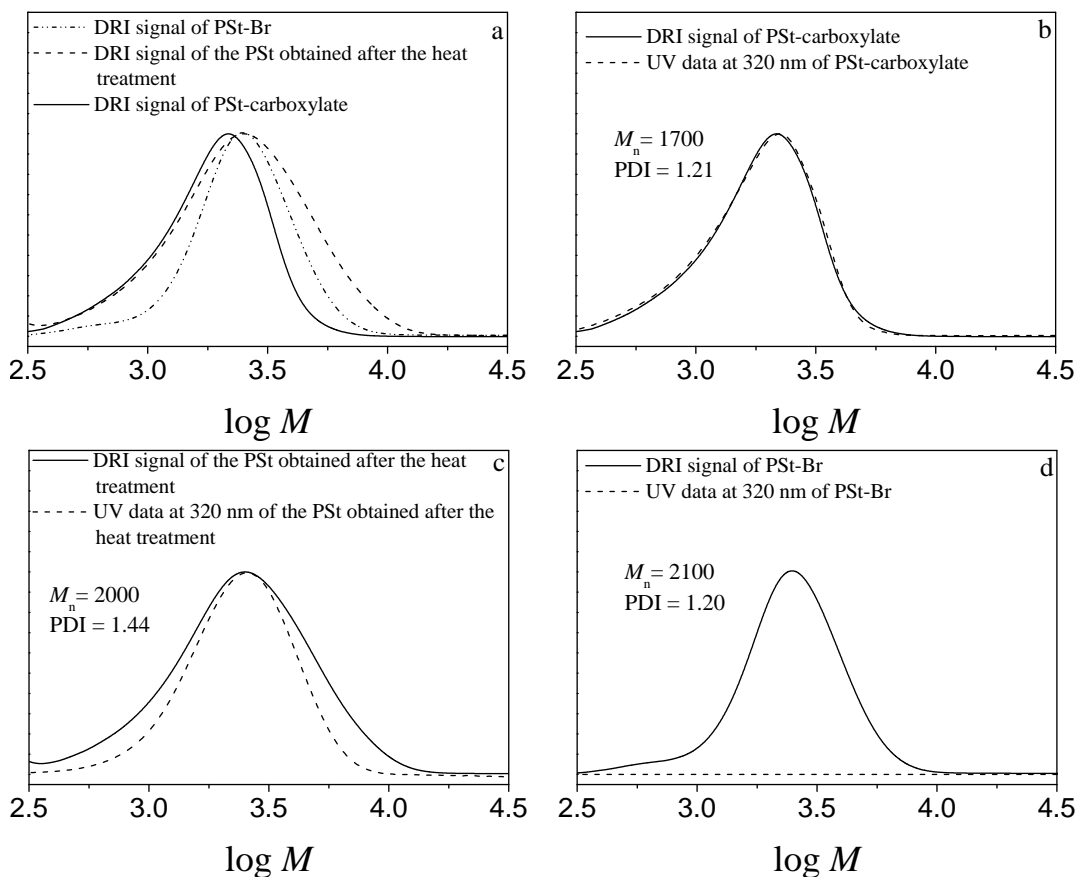 DRI signal of PSt-Br
DRI signal of the PSt obtained after the heat
treatment
DRI signal of PSt-carboxylate
a
2.5 3.0 3.5 4.0 4.5
log M
DRI signal of PSt-carboxylate
UV data at 320 nm of PSt-carboxylate
b
Mn= 1700
PDI = 1.21
2.5 3.0 3.5 4.0 4.5
log M
DRI signal of the PSt obtained after the heat
treatment
UV data at 320 nm of the PSt obtained after the
heat treatment
c
Mn= 2000
PDI = 1.44
2.5 3.0 3.5 4.0 4.5
log M
DRI signal of PSt-Br
UV data at 320 nm of PSt-Br
d
Mn= 2100
PDI = 1.20
2.5 3.0 3.5 4.0 4.5
log M